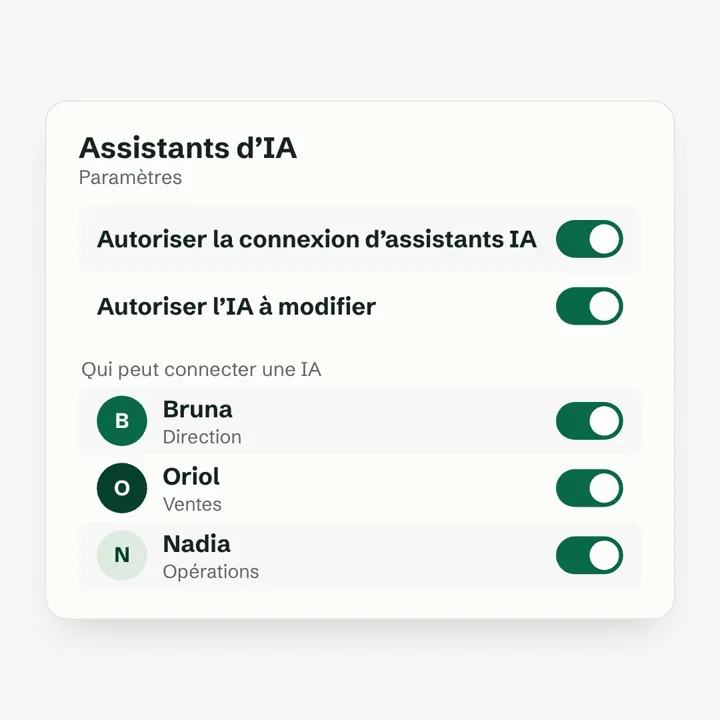 Assistants d’IA
Paramètres
Autoriser la connexion d’assistants IA
Autoriser l’IA à modifier
Qui peut connecter une IA
B
Bruna
Direction
O
Oriol
Ventes
N
Nadia
Opérations